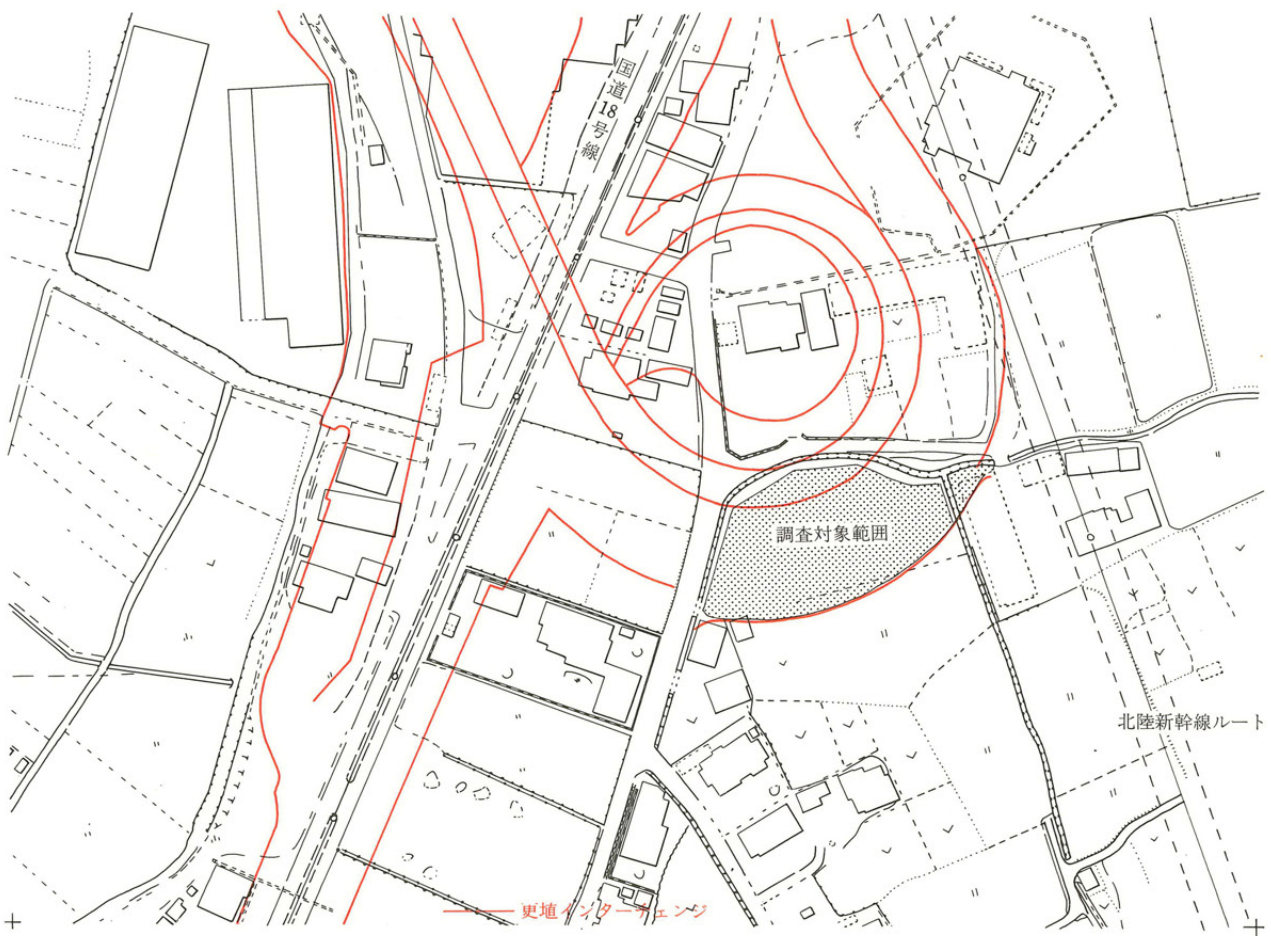 国道18号線
調査対象範囲
北陸新幹線ルート
更埴インターチェンジ